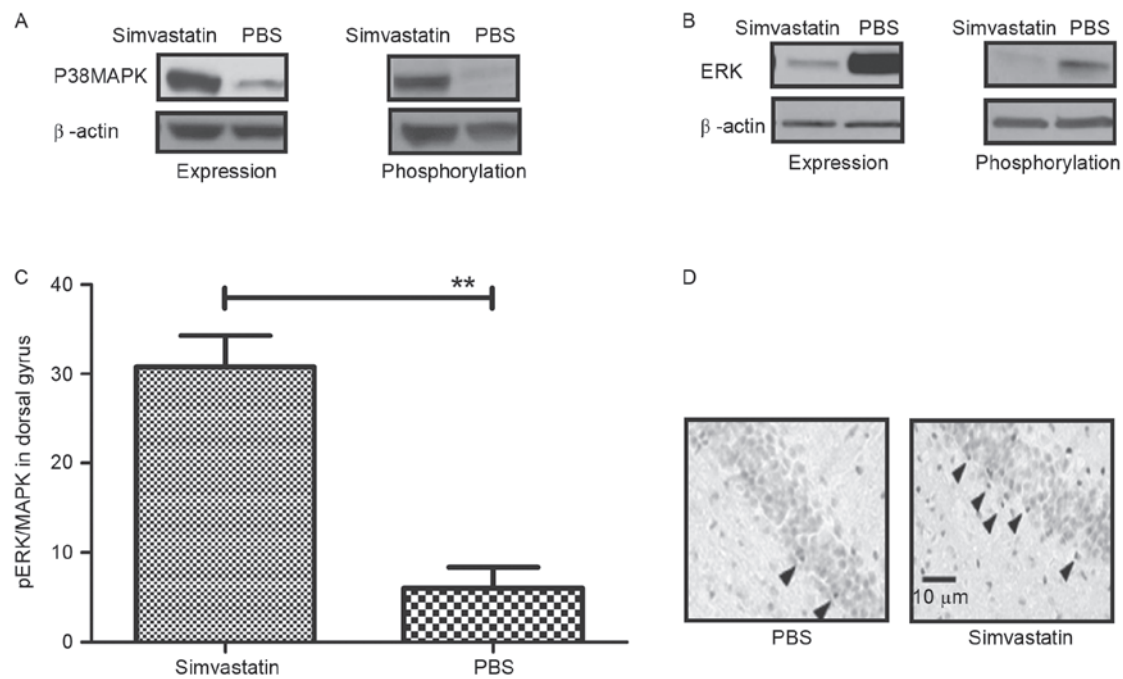 A
Simvastatin PBS
Simvastatin PBS
P38MAPK
β -actin
Expression
Phosphorylation
B
Simvastatin PBS
Simvastatin PBS
ERK
β -actin
Expression
Phosphorylation
C
pERK/MAPK in dorsal gyrus
40
30
20
10
0
**
Simvastatin
PBS
D
10 μm
PBS
Simvastatin